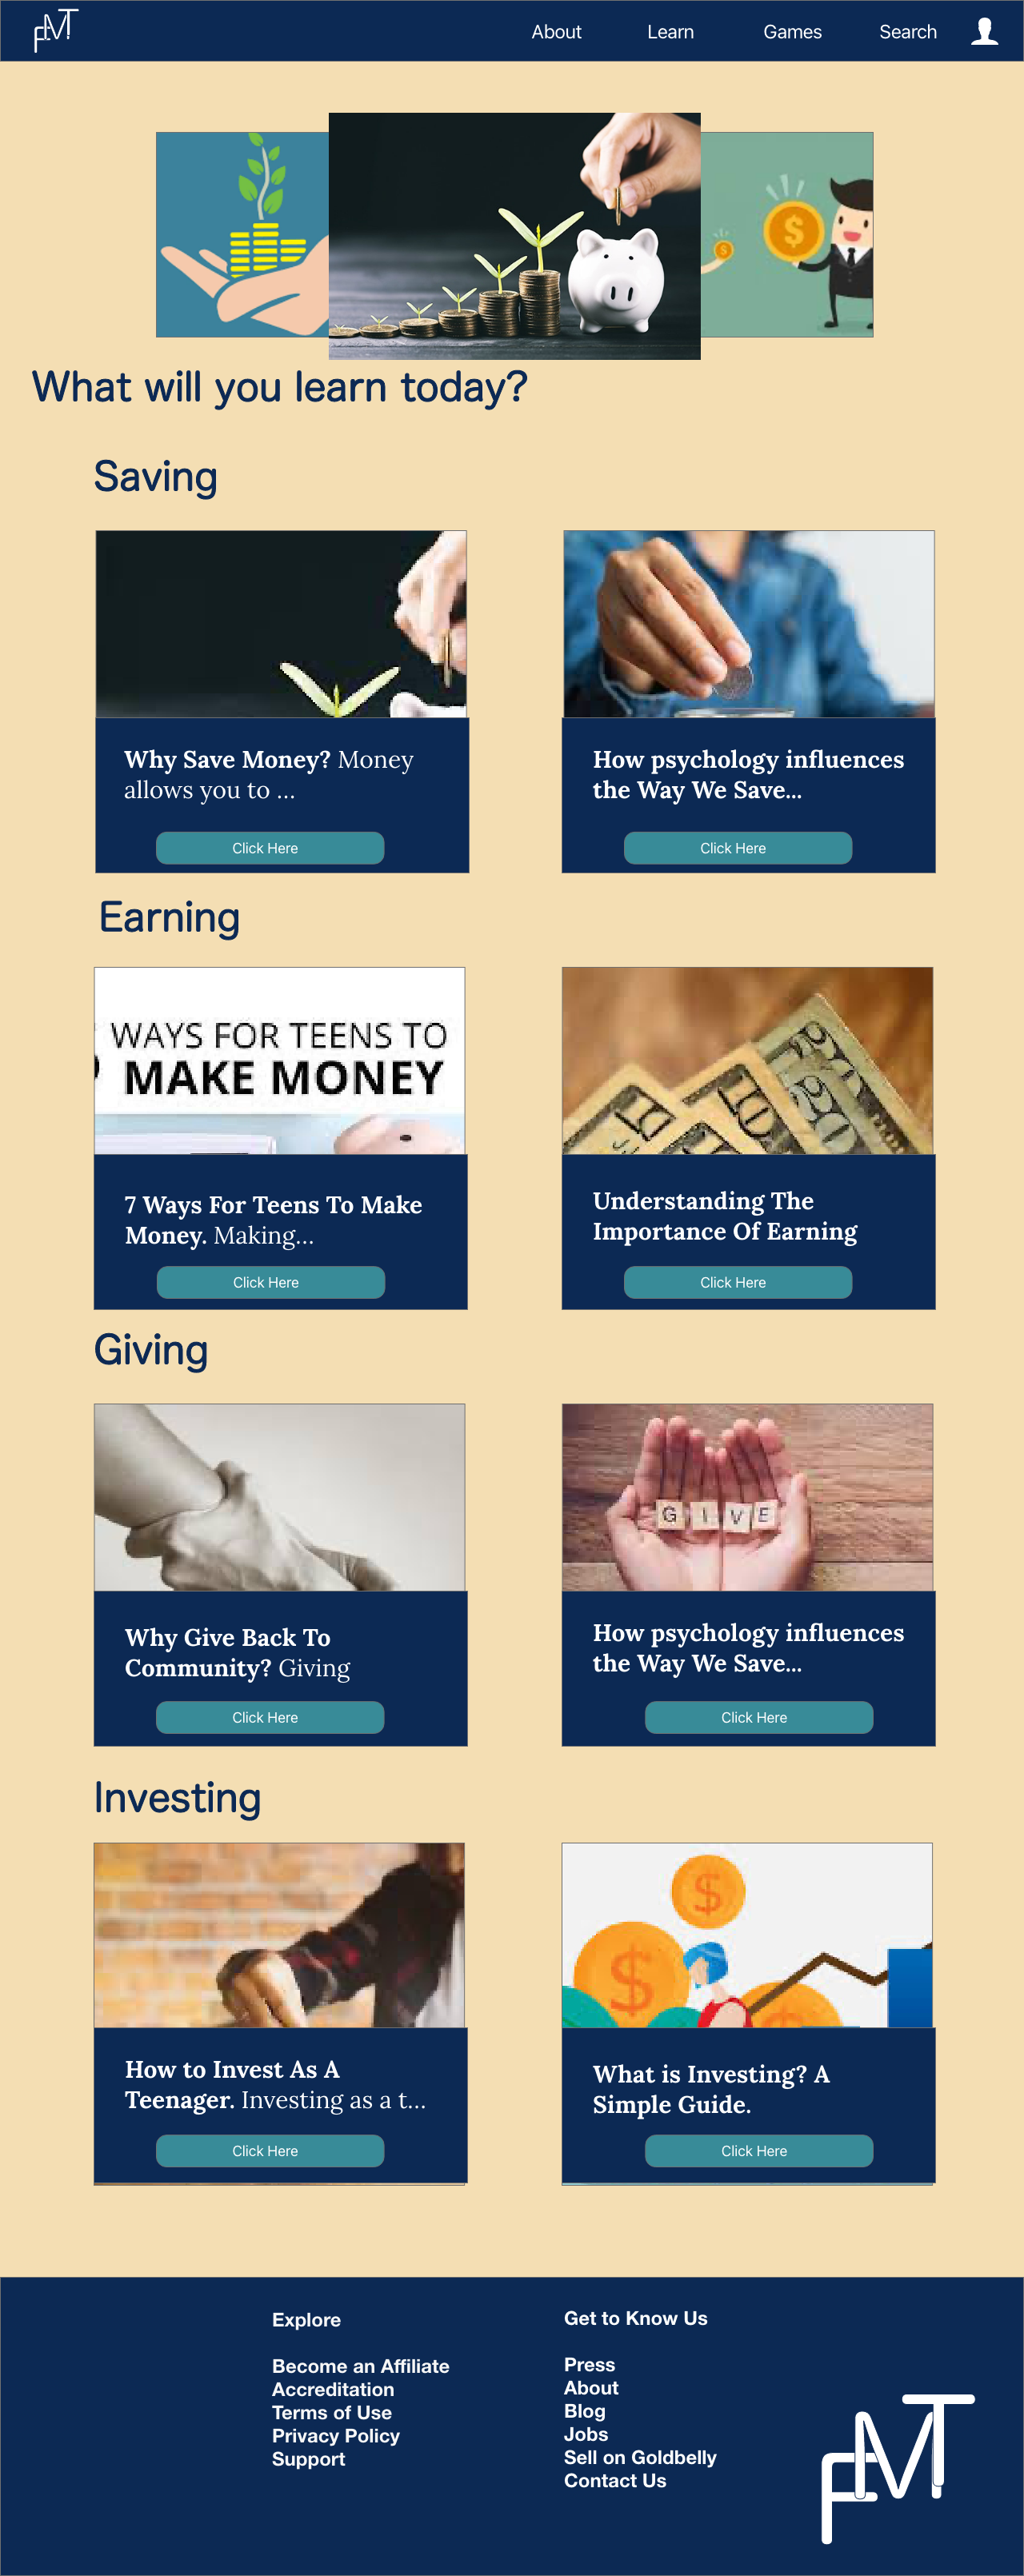 FMT
About
Learn
Games
Search
What will you learn today?
Saving
Why Save Money? Money
allows you to ...
Click Here
How psychology influences
the Way We Save...
Click Here
Earning
WAYS FOR TEENS TO
MAKE MONEY
7 Ways For Teens To Make
Money. Making...
Click Here
10
10
20
Understanding The
Importance Of Earning
Click Here
Giving
Why Give Back To
Community? Giving
Click Here
GIVE
How psychology influences
the Way We Save...
Click Here
Investing
How to Invest As A
Teenager. Investing as a t...
Click Here
$
$
What is Investing? A
Simple Guide.
Click Here
Explore
Become an Affiliate
Accreditation
Terms of Use
Privacy Policy
Support
Get to Know Us
Press
About
Blog
Jobs
Sell on Goldbelly
Contact Us
FMT